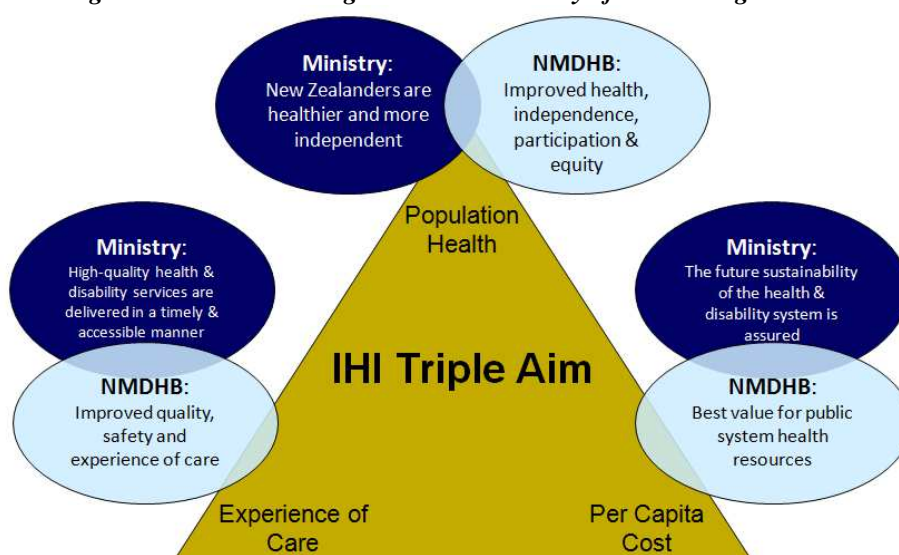 Ministry:
New Zealanders are
healthier and more
independent
NMDHB:
Improved health,
independence,
participation &
equity
Population
Health
Ministry:
High-quality health &
disability services are
delivered in a timely &
accessible manner
NMDHB:
Improved quality,
safety and
experience of care
IHI Triple Aim
Ministry:
The future sustainability
of the health &
disability system is
assured
NMDHB:
Best value for public
system health
resources
Experience of
Care
Per Capita
Cost